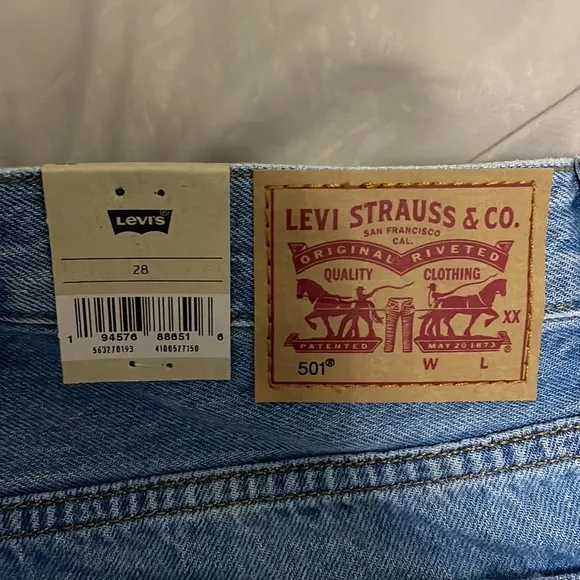 Levi's®
28
1 94576 88651 6
563270193 4100527150
LEVI STRAUSS & CO.
SAN FRANCISCO
CAL.
ORIGINAL RIVETED
QUALITY CLOTHING
XX
PATENTED MAY 20 1873 ®
501® W L